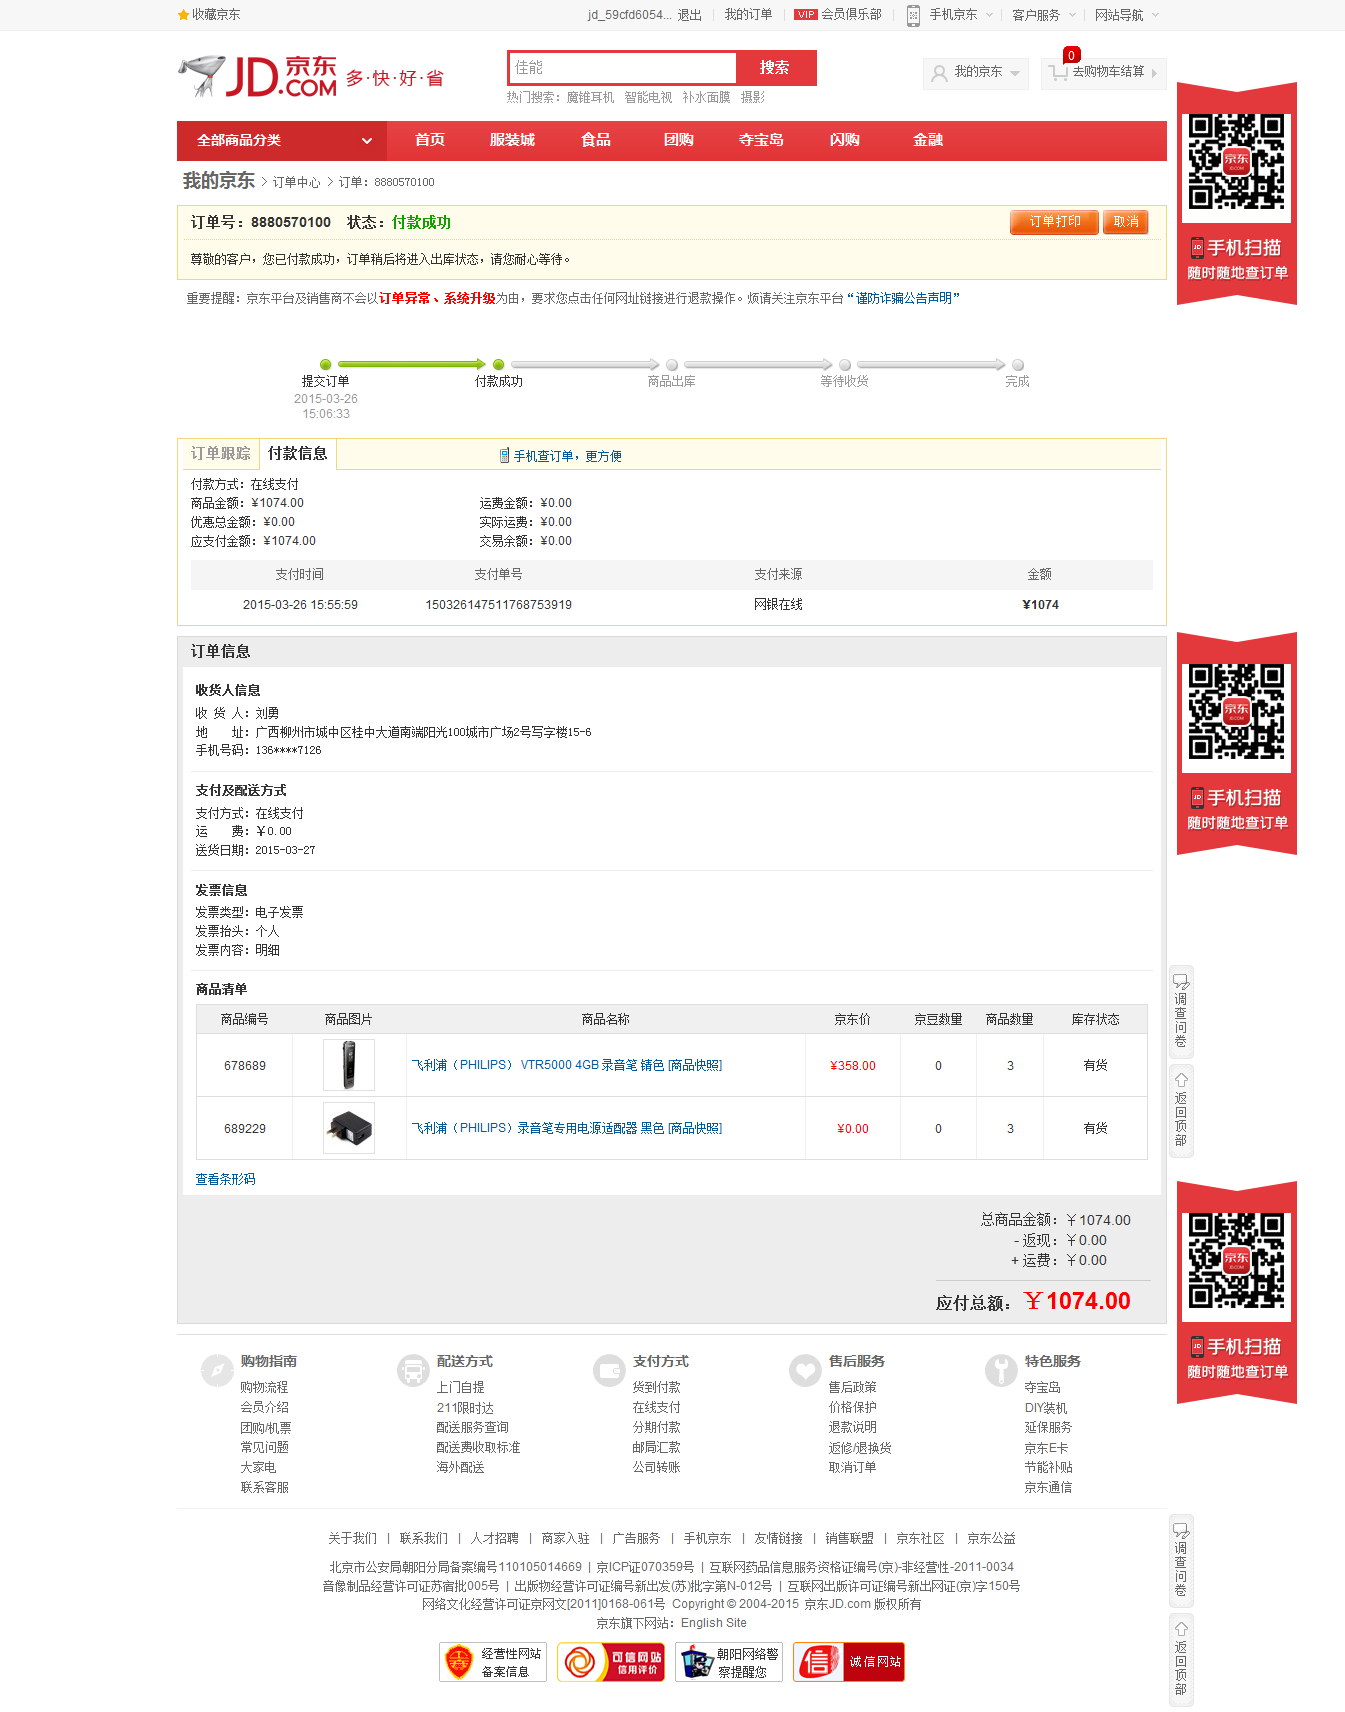 收藏京东
jd_59cfd6054... 退出 我的订单 VIP 会员俱乐部 手机京东 客户服务 网站导航
JD 京东 .COM 多·快·好·省
佳能 搜索
热门搜索: 魔锥耳机 智能电视 补水面膜 摄影
我的京东 0 去购物车结算
全部商品分类 首页 服装城 食品 团购 夺宝岛 闪购 金融
我的京东 > 订单中心 > 订单：8880570100
订单号：8880570100 状态：付款成功 订单打印 取消
尊敬的客户，您已付款成功，订单稍后将进入出库状态，请您耐心等待。
重要提醒：京东平台及销售商不会以订单异常、系统升级为由，要求您点击任何网址链接进行退款操作。烦请关注京东平台“谨防诈骗公告声明”
京东
JD.COM
手机扫描
随时随地查订单
提交订单 付款成功 商品出库 等待收货 完成
2015-03-26
15:06:33
订单跟踪 付款信息 手机查订单，更方便
付款方式：在线支付
商品金额：¥1074.00 运费金额：¥0.00
优惠总金额：¥0.00 实际运费：¥0.00
应支付金额：¥1074.00 交易余额：¥0.00
支付时间 支付单号 支付来源 金额
2015-03-26 15:55:59 150326147511768753919 网银在线 ¥1074
订单信息
收货人信息
收 货 人：刘勇
地 址：广西柳州市城中区桂中大道南端阳光100城市广场2号写字楼15-6
手机号码：136****7126
京东
JD.COM
手机扫描
随时随地查订单
支付及配送方式
支付方式：在线支付
运 费：￥0.00
送货日期：2015-03-27
发票信息
发票类型：电子发票
发票抬头：个人
发票内容：明细
商品清单
商品编号 商品图片 商品名称 京东价 京豆数量 商品数量 库存状态
678689 飞利浦（PHILIPS） VTR5000 4GB 录音笔 锖色 [商品快照] ¥358.00 0 3 有货
689229 飞利浦（PHILIPS）录音笔专用电源适配器 黑色 [商品快照] ¥0.00 0 3 有货
查看条形码
调查问卷
返回顶部
总商品金额：￥1074.00
- 返现：￥0.00
+ 运费：￥0.00
应付总额：￥1074.00
京东
JD.COM
手机扫描
随时随地查订单
购物指南 配送方式 支付方式 售后服务 特色服务
购物流程 上门自提 货到付款 售后政策 夺宝岛
会员介绍 211限时达 在线支付 价格保护 DIY装机
团购/机票 配送服务查询 分期付款 退款说明 延保服务
常见问题 配送费收取标准 邮局汇款 返修/退换货 京东E卡
大家电 海外配送 公司转账 取消订单 节能补贴
联系客服 京东通信
关于我们 | 联系我们 | 人才招聘 | 商家入驻 | 广告服务 | 手机京东 | 友情链接 | 销售联盟 | 京东社区 | 京东公益
北京市公安局朝阳分局备案编号110105014669 | 京ICP证070359号 | 互联网药品信息服务资格证编号(京)-非经营性-2011-0034
音像制品经营许可证苏宿批005号 | 出版物经营许可证编号新出发(苏)批字第N-012号 | 互联网出版许可证编号新出网证(京)字150号
网络文化经营许可证京网文[2011]0168-061号 Copyright © 2004-2015 京东JD.com 版权所有
京东旗下网站：English Site
经营性网站
备案信息
可信网站
信用评价
朝阳网络警
察提醒您
信 诚信网站
调查问卷
返回顶部